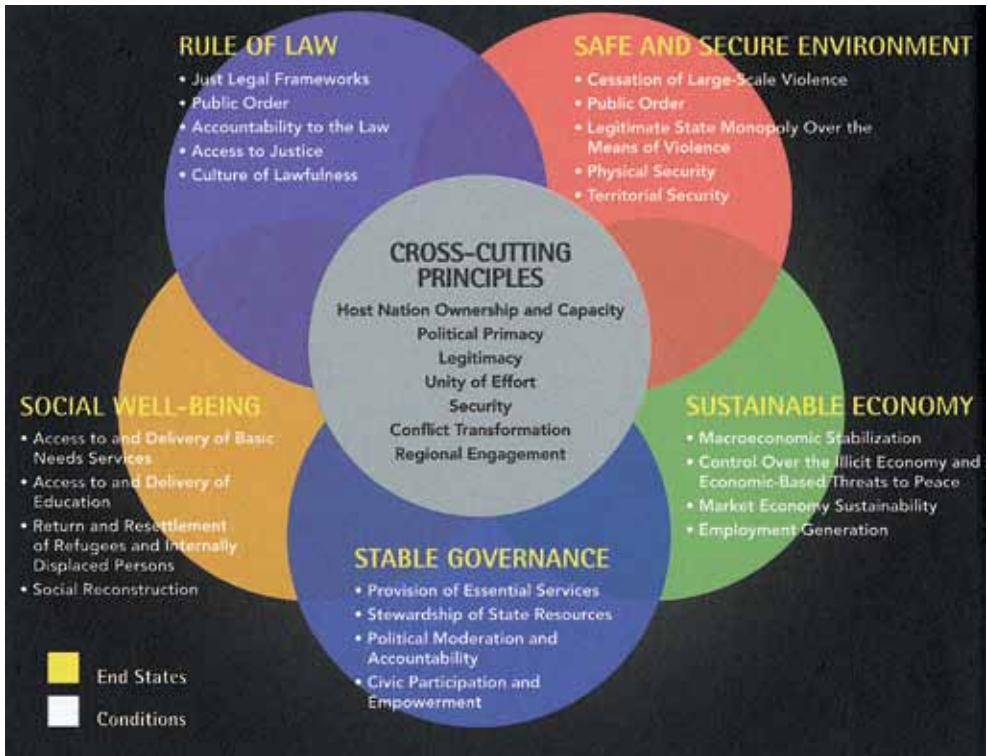 RULE OF LAW
• Just Legal Frameworks
• Public Order
• Accountability to the Law
• Access to Justice
• Culture of Lawfulness
SAFE AND SECURE ENVIRONMENT
• Cessation of Large-Scale Violence
• Public Order
• Legitimate State Monopoly Over the
Means of Violence
• Physical Security
• Territorial Security
CROSS-CUTTING
PRINCIPLES
Host Nation Ownership and Capacity
Political Primacy
Legitimacy
Unity of Effort
Security
Conflict Transformation
Regional Engagement
SOCIAL WELL-BEING
• Access to and Delivery of Basic
Needs Services
• Access to and Delivery of
Education
• Return and Resettlement
of Refugees and Internally
Displaced Persons
• Social Reconstruction
SUSTAINABLE ECONOMY
• Macroeconomic Stabilization
• Control Over the Illicit Economy and
Economic-Based Threats to Peace
• Market Economy Sustainability
• Employment Generation
STABLE GOVERNANCE
• Provision of Essential Services
• Stewardship of State Resources
• Political Moderation and
Accountability
• Civic Participation and
Empowerment
End States
Conditions